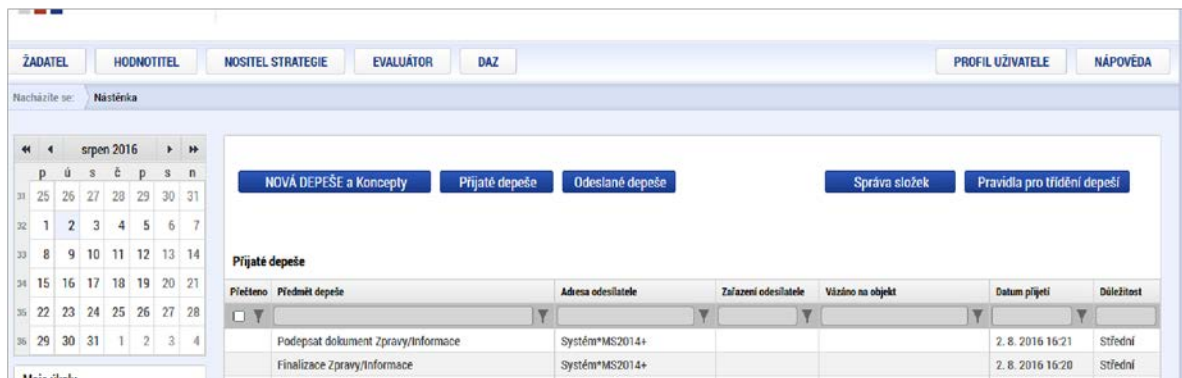 ŽADATEL HODNOTITEL NOSITEL STRATEGIE EVALUÁTOR DAZ PROFIL UŽIVATELE NÁPOVĚDA
Nacházíte se: Nástěnka
srpen 2016
p ú s č p s n
31 25 26 27 28 29 30 31
32 1 2 3 4 5 6 7
33 8 9 10 11 12 13 14
34 15 16 17 18 19 20 21
35 22 23 24 25 26 27 28
36 29 30 31 1 2 3 4
NOVÁ DEPEŠE a Koncepty Přijaté depeše Odeslané depeše Správa složek Pravidla pro třídění depeší
Přijaté depeše
Přečteno Předmět depeše Adresa odesílatele Zařazení odesílatele Vázáno na objekt Datum přijetí Důležitost
Podepsat dokument Zpravy/Informace Systém*MS2014+ 2. 8. 2016 16:21 Střední
Finalizace Zpravy/Informace Systém*MS2014+ 2. 8. 2016 16:20 Střední